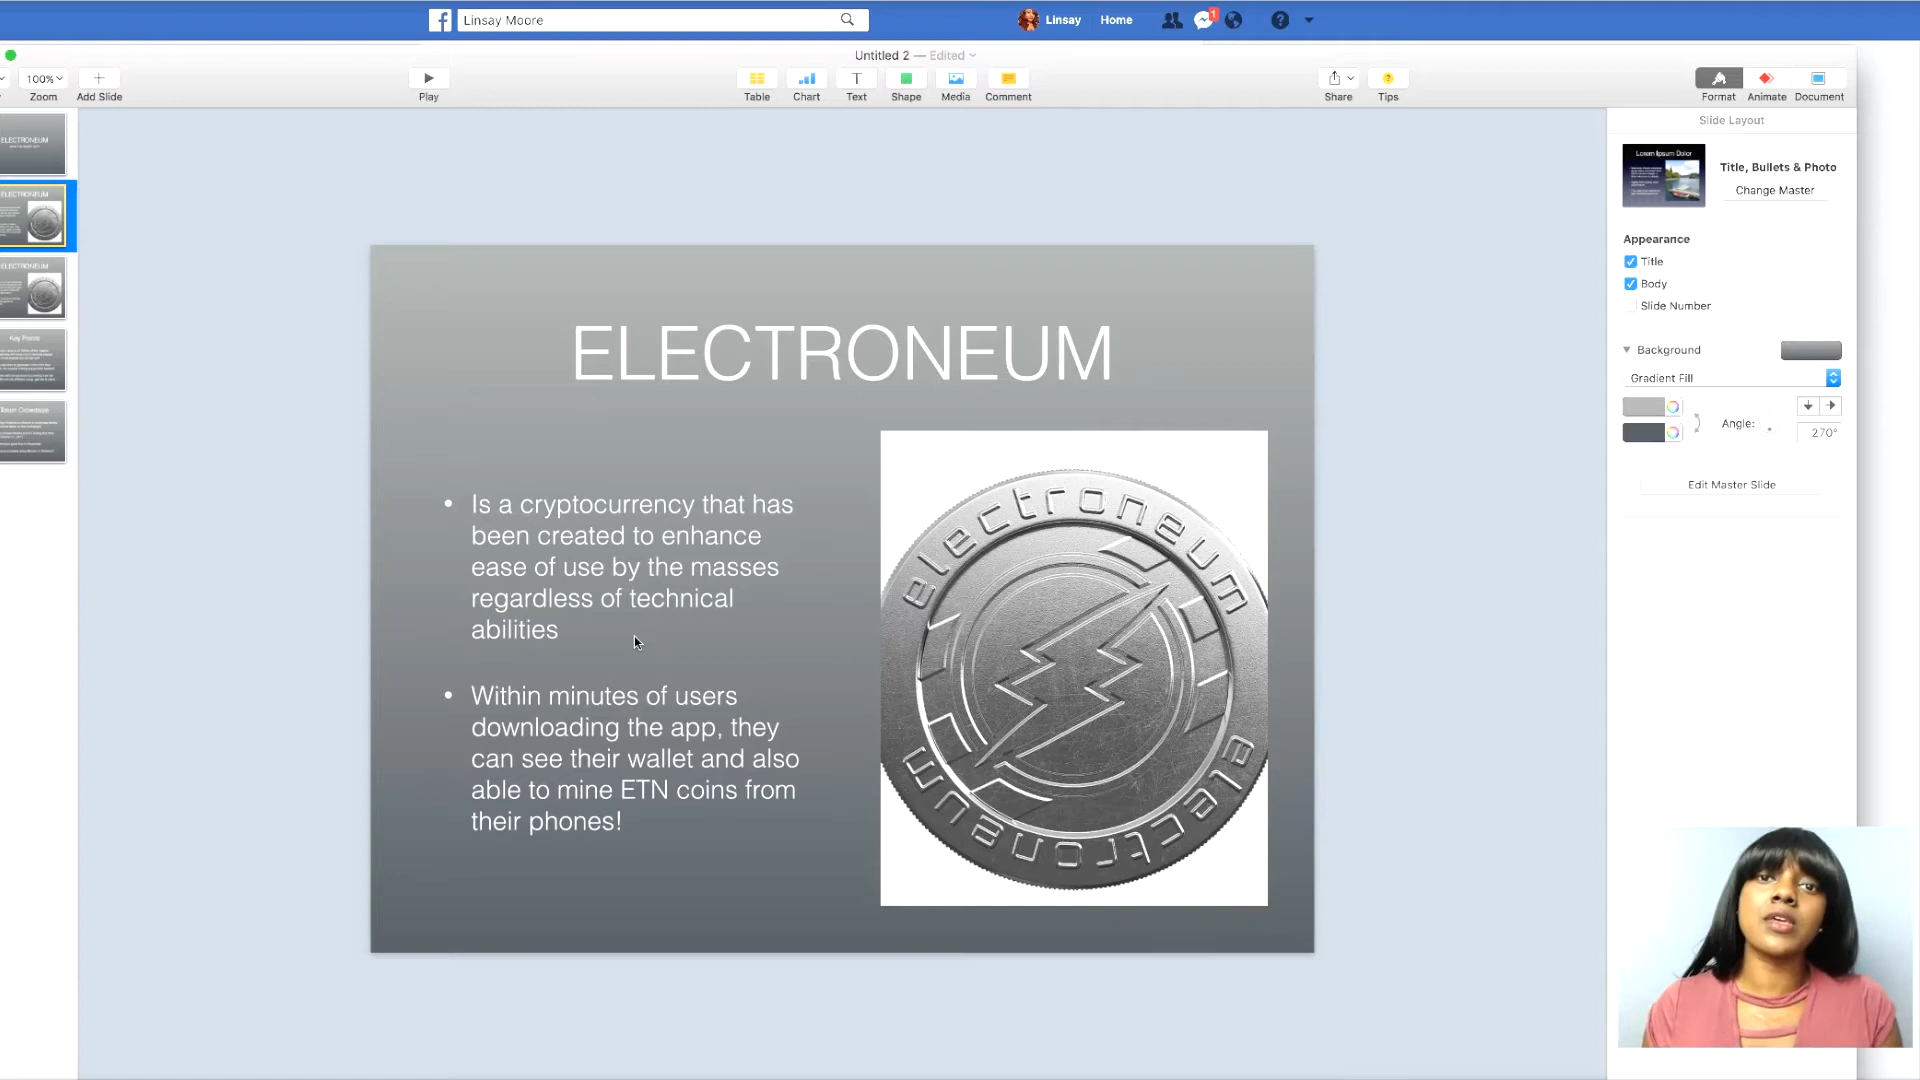 Linsay Moore
Linsay
Home
1
Untitled 2 — Edited
100%
Zoom
Add Slide
Play
Table
Chart
Text
Shape
Media
Comment
Share
Tips
Format
Animate
Document
ELECTRONEUM
ELECTRONEUM
ELECTRONEUM
Key Points
Token Crowdsale
ELECTRONEUM
• Is a cryptocurrency that has
been created to enhance
ease of use by the masses
regardless of technical
abilities
• Within minutes of users
downloading the app, they
can see their wallet and also
able to mine ETN coins from
their phones!
electroneum
electroneum
Slide Layout
Lorem Ipsum Dolor
Title, Bullets & Photo
Change Master
Appearance
Title
Body
Slide Number
Background
Gradient Fill
Angle:
270°
Edit Master Slide